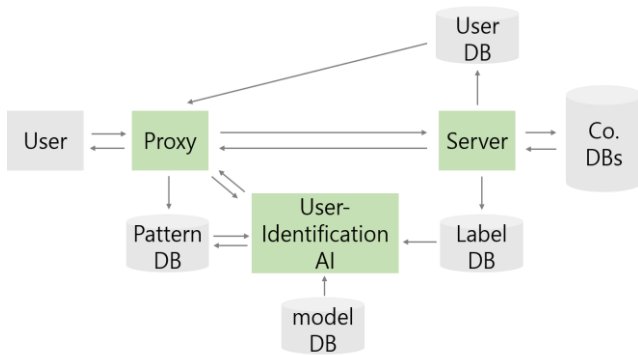 User
DB
User
Proxy
Server
Co.
DBs
User-
Identification
AI
Pattern
DB
Label
DB
model
DB